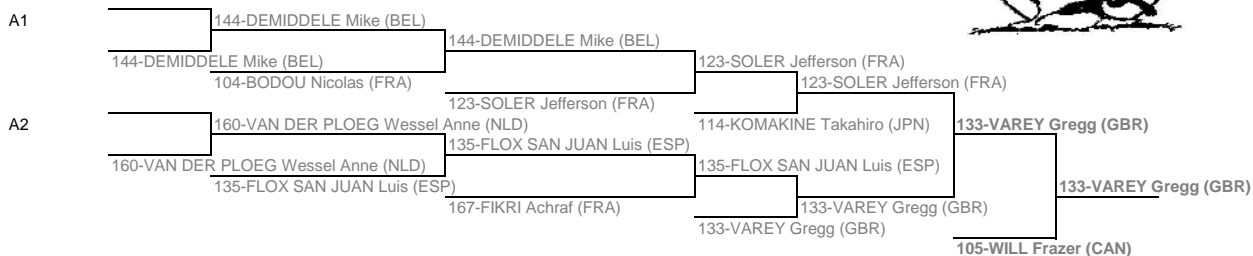 A1
144-DEMIDDELE Mike (BEL)
144-DEMIDDELE Mike (BEL)
144-DEMIDDELE Mike (BEL)
123-SOLER Jefferson (FRA)
104-BODOU Nicolas (FRA)
123-SOLER Jefferson (FRA)
123-SOLER Jefferson (FRA)
A2
160-VAN DER PLOEG Wessel Anne (NLD)
114-KOMAKINE Takahiro (JPN)
133-VAREY Gregg (GBR)
135-FLOX SAN JUAN Luis (ESP)
160-VAN DER PLOEG Wessel Anne (NLD)
135-FLOX SAN JUAN Luis (ESP)
135-FLOX SAN JUAN Luis (ESP)
133-VAREY Gregg (GBR)
167-FIKRI Achraf (FRA)
133-VAREY Gregg (GBR)
133-VAREY Gregg (GBR)
105-WILL Frazer (CAN)